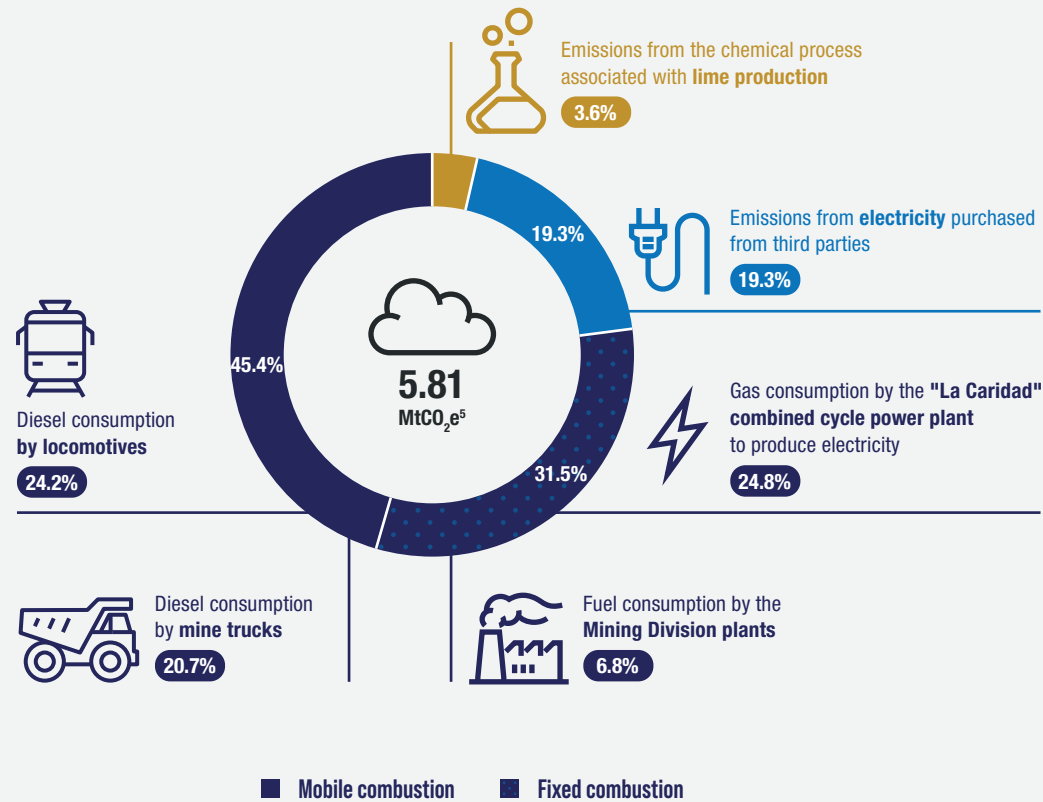 Emissions from the chemical process
associated with lime production
3.6%
19.3%
Emissions from electricity purchased
from third parties
19.3%
45.4%
5.81
MtCO₂e⁵
31.5%
Gas consumption by the "La Caridad"
combined cycle power plant
to produce electricity
24.8%
Diesel consumption
by locomotives
24.2%
Diesel consumption
by mine trucks
20.7%
Fuel consumption by the
Mining Division plants
6.8%
Mobile combustion
Fixed combustion